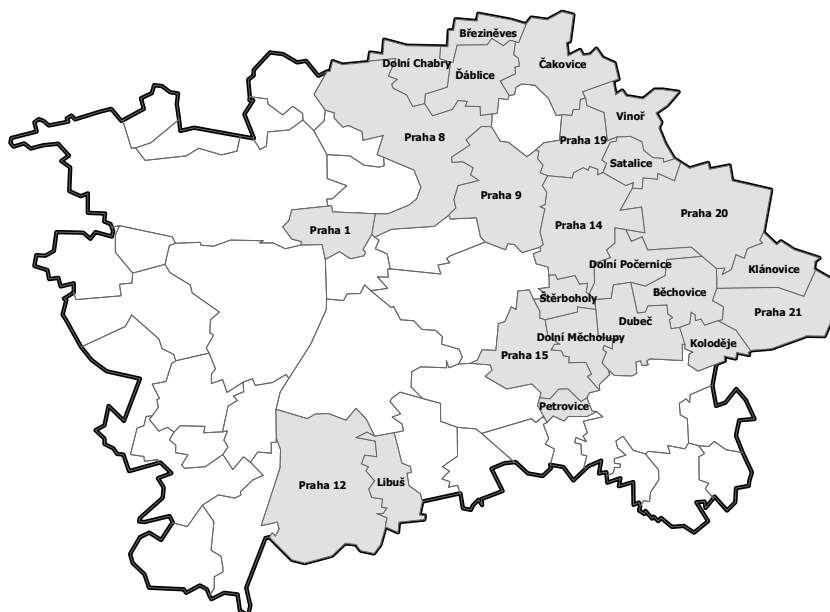 Březiněves
Dolní Chabry
Čakovice
Ďáblice
Vinoř
Praha 8
Praha 19
Satalice
Praha 9
Praha 20
Praha 14
Praha 1
Dolní Počernice
Klánovice
Běchovice
Štěrboholy
Praha 21
Dubeč
Dolní Měcholupy
Koloděje
Praha 15
Petrovice
Libuš
Praha 12